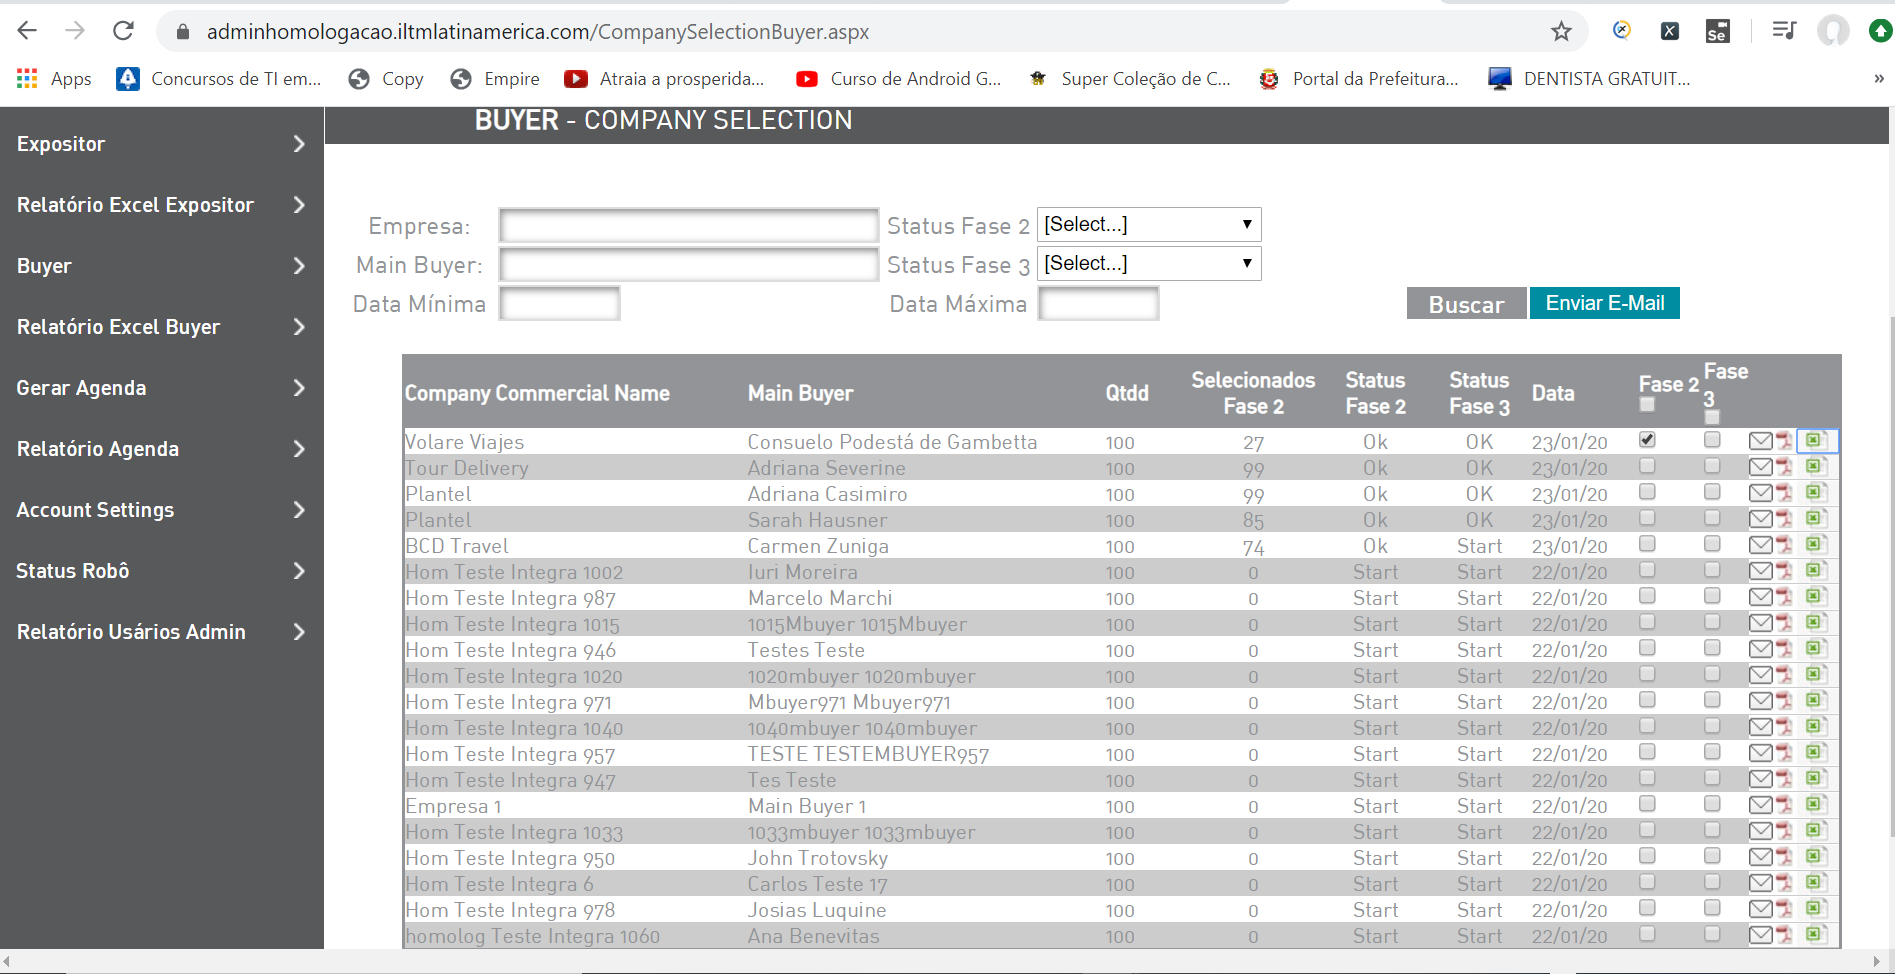 adminhomologacao.iltmlatinamerica.com/CompanySelectionBuyer.aspx
Apps Concursos de TI em... Copy Empire Atraia a prosperida... Curso de Android G... Super Coleção de C... Portal da Prefeitura... DENTISTA GRATUIT... »
BUYER - COMPANY SELECTION
Expositor
Relatório Excel Expositor
Buyer
Relatório Excel Buyer
Gerar Agenda
Relatório Agenda
Account Settings
Status Robô
Relatório Usários Admin
Empresa: Status Fase 2 [Select...]
Main Buyer: Status Fase 3 [Select...]
Data Mínima Data Máxima Buscar Enviar E-Mail
Company Commercial Name Main Buyer Qtdd Selecionados Fase 2 Status Fase 2 Status Fase 3 Data Fase 2 Fase 3
Volare Viajes Consuelo Podestá de Gambetta 100 27 Ok OK 23/01/20
Tour Delivery Adriana Severine 100 99 Ok OK 23/01/20
Plantel Adriana Casimiro 100 99 Ok OK 23/01/20
Plantel Sarah Hausner 100 85 Ok OK 23/01/20
BCD Travel Carmen Zuniga 100 74 Ok Start 23/01/20
Hom Teste Integra 1002 Iuri Moreira 100 0 Start Start 22/01/20
Hom Teste Integra 987 Marcelo Marchi 100 0 Start Start 22/01/20
Hom Teste Integra 1015 1015Mbuyer 1015Mbuyer 100 0 Start Start 22/01/20
Hom Teste Integra 946 Testes Teste 100 0 Start Start 22/01/20
Hom Teste Integra 1020 1020mbuyer 1020mbuyer 100 0 Start Start 22/01/20
Hom Teste Integra 971 Mbuyer971 Mbuyer971 100 0 Start Start 22/01/20
Hom Teste Integra 1040 1040mbuyer 1040mbuyer 100 0 Start Start 22/01/20
Hom Teste Integra 957 TESTE TESTEMBUYER957 100 0 Start Start 22/01/20
Hom Teste Integra 947 Tes Teste 100 0 Start Start 22/01/20
Empresa 1 Main Buyer 1 100 0 Start Start 22/01/20
Hom Teste Integra 1033 1033mbuyer 1033mbuyer 100 0 Start Start 22/01/20
Hom Teste Integra 950 John Trotovsky 100 0 Start Start 22/01/20
Hom Teste Integra 6 Carlos Teste 17 100 0 Start Start 22/01/20
Hom Teste Integra 978 Josias Luquine 100 0 Start Start 22/01/20
homolog Teste Integra 1060 Ana Benevitas 100 0 Start Start 22/01/20